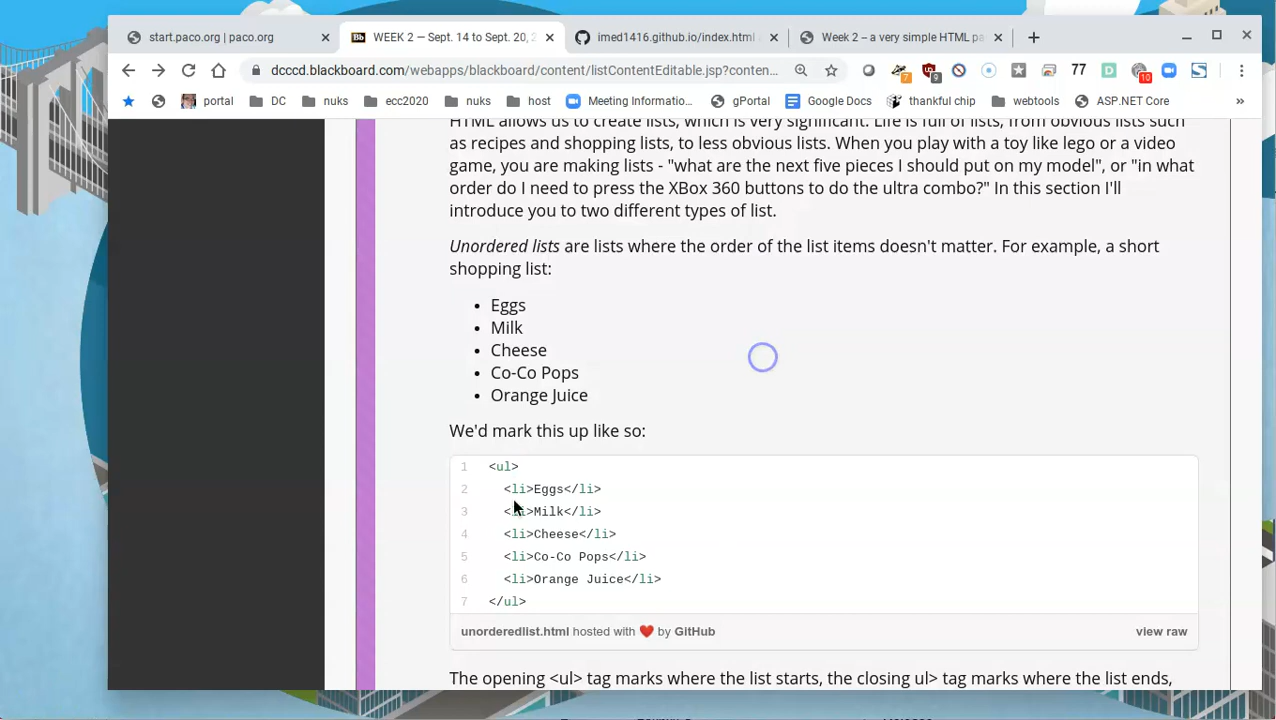 start.paco.org | paco.org
WEEK 2 — Sept. 14 to Sept. 20, 2
imed1416.github.io/index.html
Week 2 – a very simple HTML pa
dcccd.blackboard.com/webapps/blackboard/content/listContentEditable.jsp?conten...
7
9
77
10
portal
DC
nuks
ecc2020
nuks
host
Meeting Informatio...
gPortal
Google Docs
thankful chip
webtools
ASP.NET Core
»
HTML allows us to create lists, which is very significant. Life is full of lists, from obvious lists such
as recipes and shopping lists, to less obvious lists. When you play with a toy like lego or a video
game, you are making lists - "what are the next five pieces I should put on my model", or "in what
order do I need to press the XBox 360 buttons to do the ultra combo?" In this section I'll
introduce you to two different types of list.
Unordered lists are lists where the order of the list items doesn't matter. For example, a short
shopping list:
• Eggs
• Milk
• Cheese
• Co-Co Pops
• Orange Juice
We'd mark this up like so:
1 <ul>
2 <li>Eggs</li>
3 <li>Milk</li>
4 <li>Cheese</li>
5 <li>Co-Co Pops</li>
6 <li>Orange Juice</li>
7 </ul>
unorderedlist.html hosted with ❤ by GitHub
view raw
The opening <ul> tag marks where the list starts, the closing ul> tag marks where the list ends,